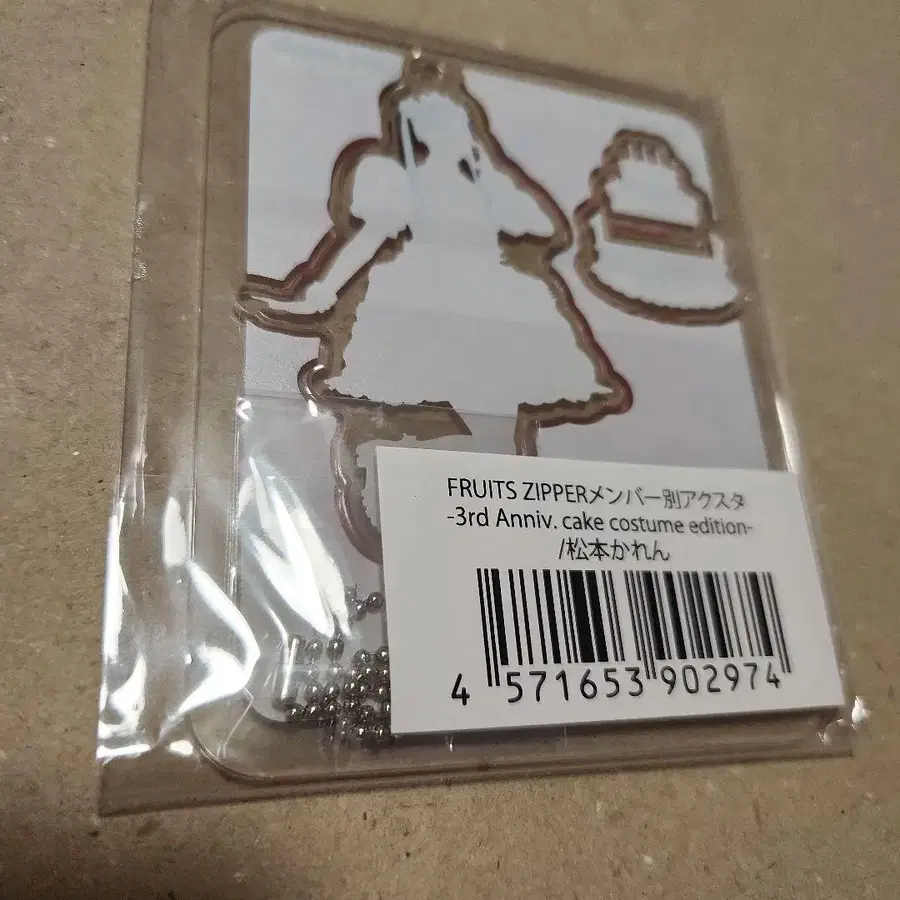 FRUITS ZIPPERメンバー別アクスタ
-3rd Anniv. cake costume edition-
/松本かれん
4 571653 902974